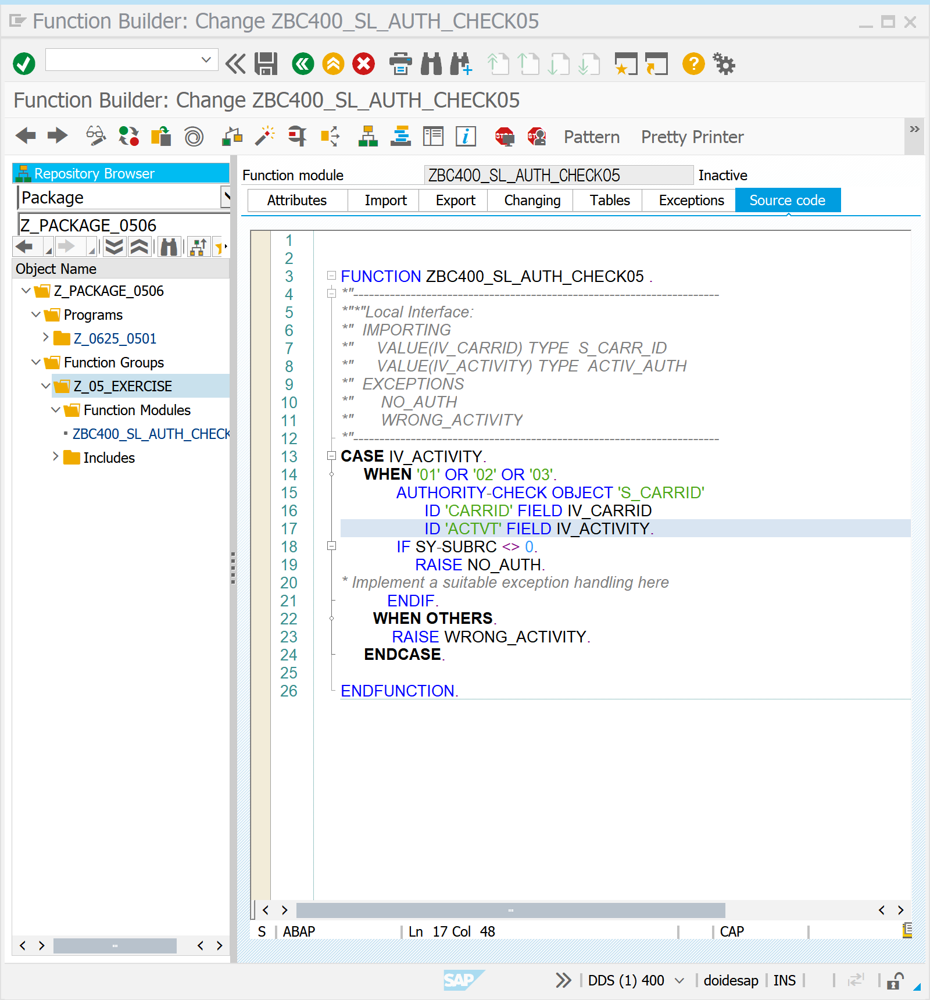 Function Builder: Change ZBC400_SL_AUTH_CHECK05
Function Builder: Change ZBC400_SL_AUTH_CHECK05
Pattern Pretty Printer
Repository Browser
Package
Z_PACKAGE_0506
Object Name
Z_PACKAGE_0506
Programs
Z_0625_0501
Function Groups
Z_05_EXERCISE
Function Modules
ZBC400_SL_AUTH_CHECK
Includes
Function module ZBC400_SL_AUTH_CHECK05 Inactive
Attributes Import Export Changing Tables Exceptions Source code
1
2
3 FUNCTION ZBC400_SL_AUTH_CHECK05 .
4 *"----------------------------------------------------------------------
5 *"*"Local Interface:
6 *" IMPORTING
7 *" VALUE(IV_CARRID) TYPE S_CARR_ID
8 *" VALUE(IV_ACTIVITY) TYPE ACTIV_AUTH
9 *" EXCEPTIONS
10 *" NO_AUTH
11 *" WRONG_ACTIVITY
12 *"----------------------------------------------------------------------
13 CASE IV_ACTIVITY.
14 WHEN '01' OR '02' OR '03'.
15 AUTHORITY-CHECK OBJECT 'S_CARRID'
16 ID 'CARRID' FIELD IV_CARRID
17 ID 'ACTVT' FIELD IV_ACTIVITY.
18 IF SY-SUBRC <> 0.
19 RAISE NO_AUTH.
20 * Implement a suitable exception handling here
21 ENDIF.
22 WHEN OTHERS.
23 RAISE WRONG_ACTIVITY.
24 ENDCASE.
25
26 ENDFUNCTION.
S ABAP Ln 17 Col 48 CAP
SAP DDS (1) 400 doidesap INS